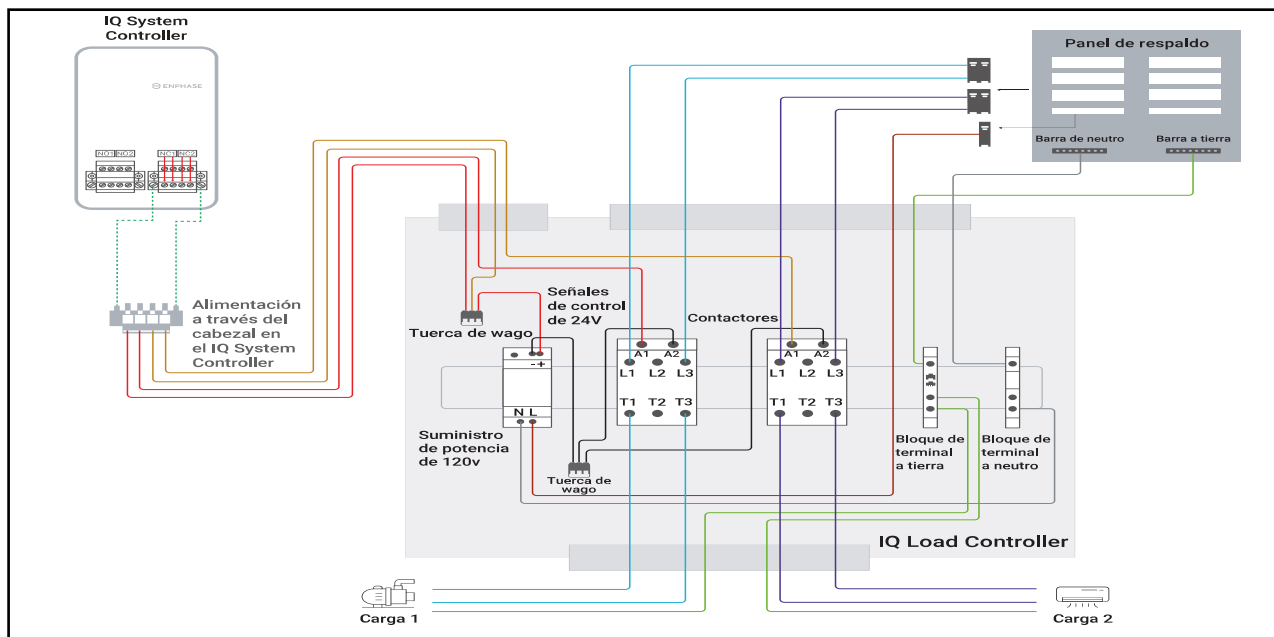 IQ System
Controller
ENPHASE
NO1 NO2
NC1 NC2
Alimentación
a través del
cabezal en
el IQ System
Controller
Panel de respaldo
Barra de neutro
Barra a tierra
Tuerca de wago
Señales
de control
de 24V
Contactores
- +
N L
Suministro
de potencia
de 120v
A1 A2
L1 L2 L3
T1 T2 T3
A1 A2
L1 L2 L3
T1 T2 T3
Tuerca de
wago
Bloque de
terminal
a tierra
Bloque de
terminal
a neutro
IQ Load Controller
Carga 1
Carga 2